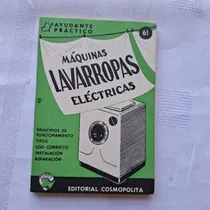 EL AYUDANTE
PRÁCTICO
61
MÁQUINAS
LAVARROPAS
ELÉCTRICAS
PRINCIPIOS DE
FUNCIONAMIENTO
TIPOS
USO CORRECTO
INSTALACIÓN
REPARACIÓN
EDITORIAL COSMOPOLITA